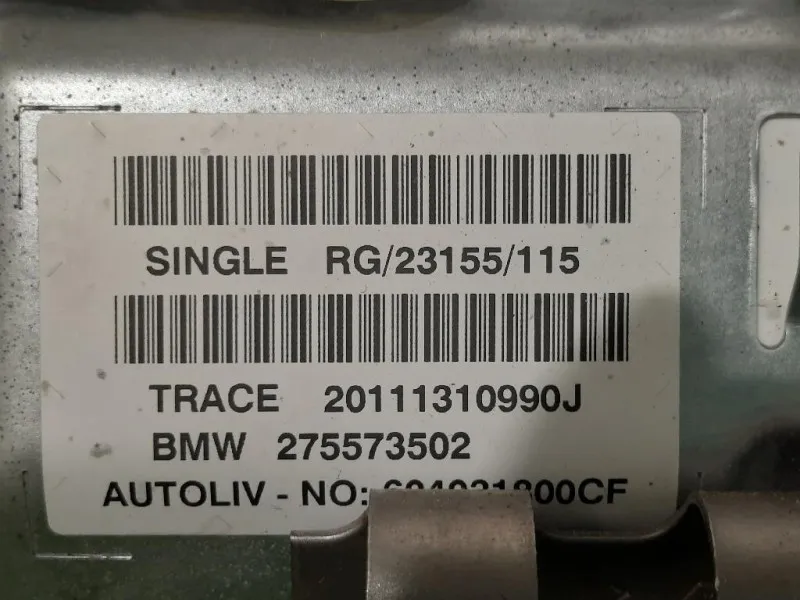 SINGLE RG/23155/115
TRACE 20111310990J
BMW 275573502
AUTOLIV - NO: